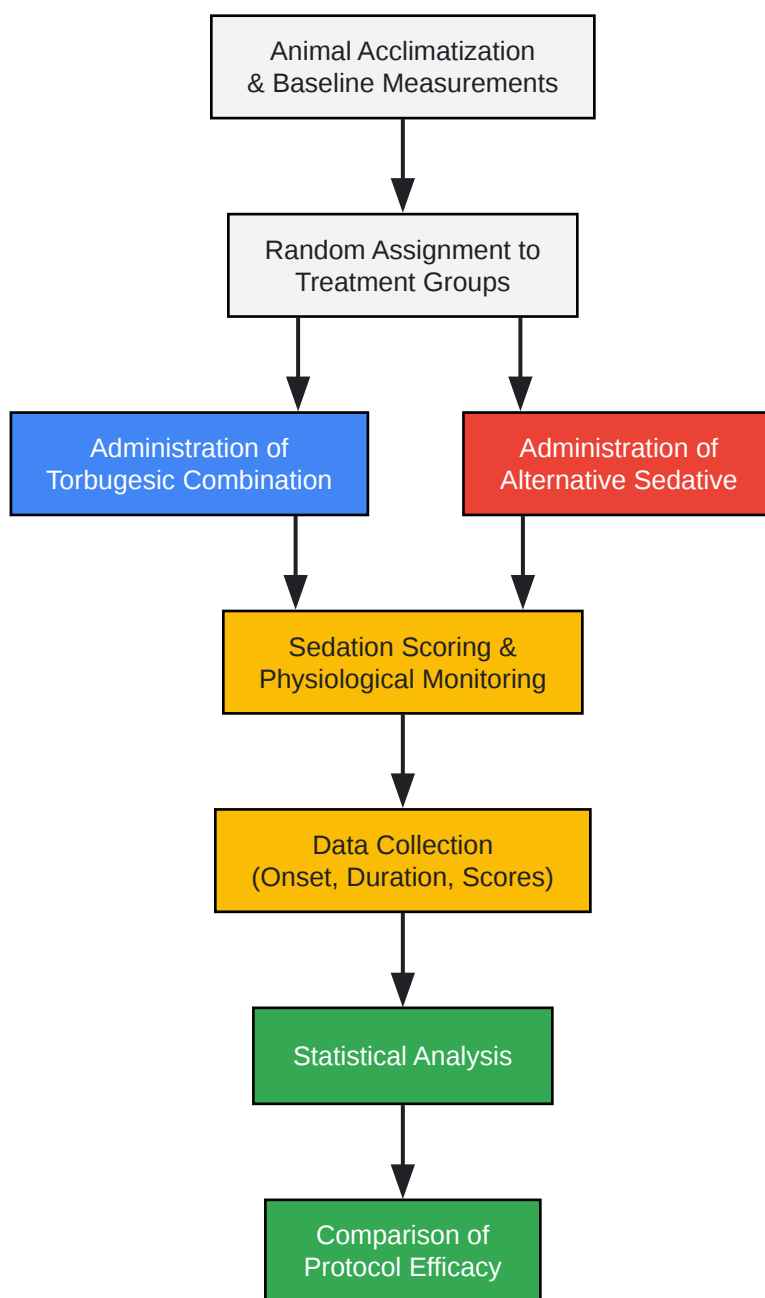 Animal Acclimatization
& Baseline Measurements
Random Assignment to
Treatment Groups
Administration of
Torbugesic Combination
Administration of
Alternative Sedative
Sedation Scoring &
Physiological Monitoring
Data Collection
(Onset, Duration, Scores)
Statistical Analysis
Comparison of
Protocol Efficacy